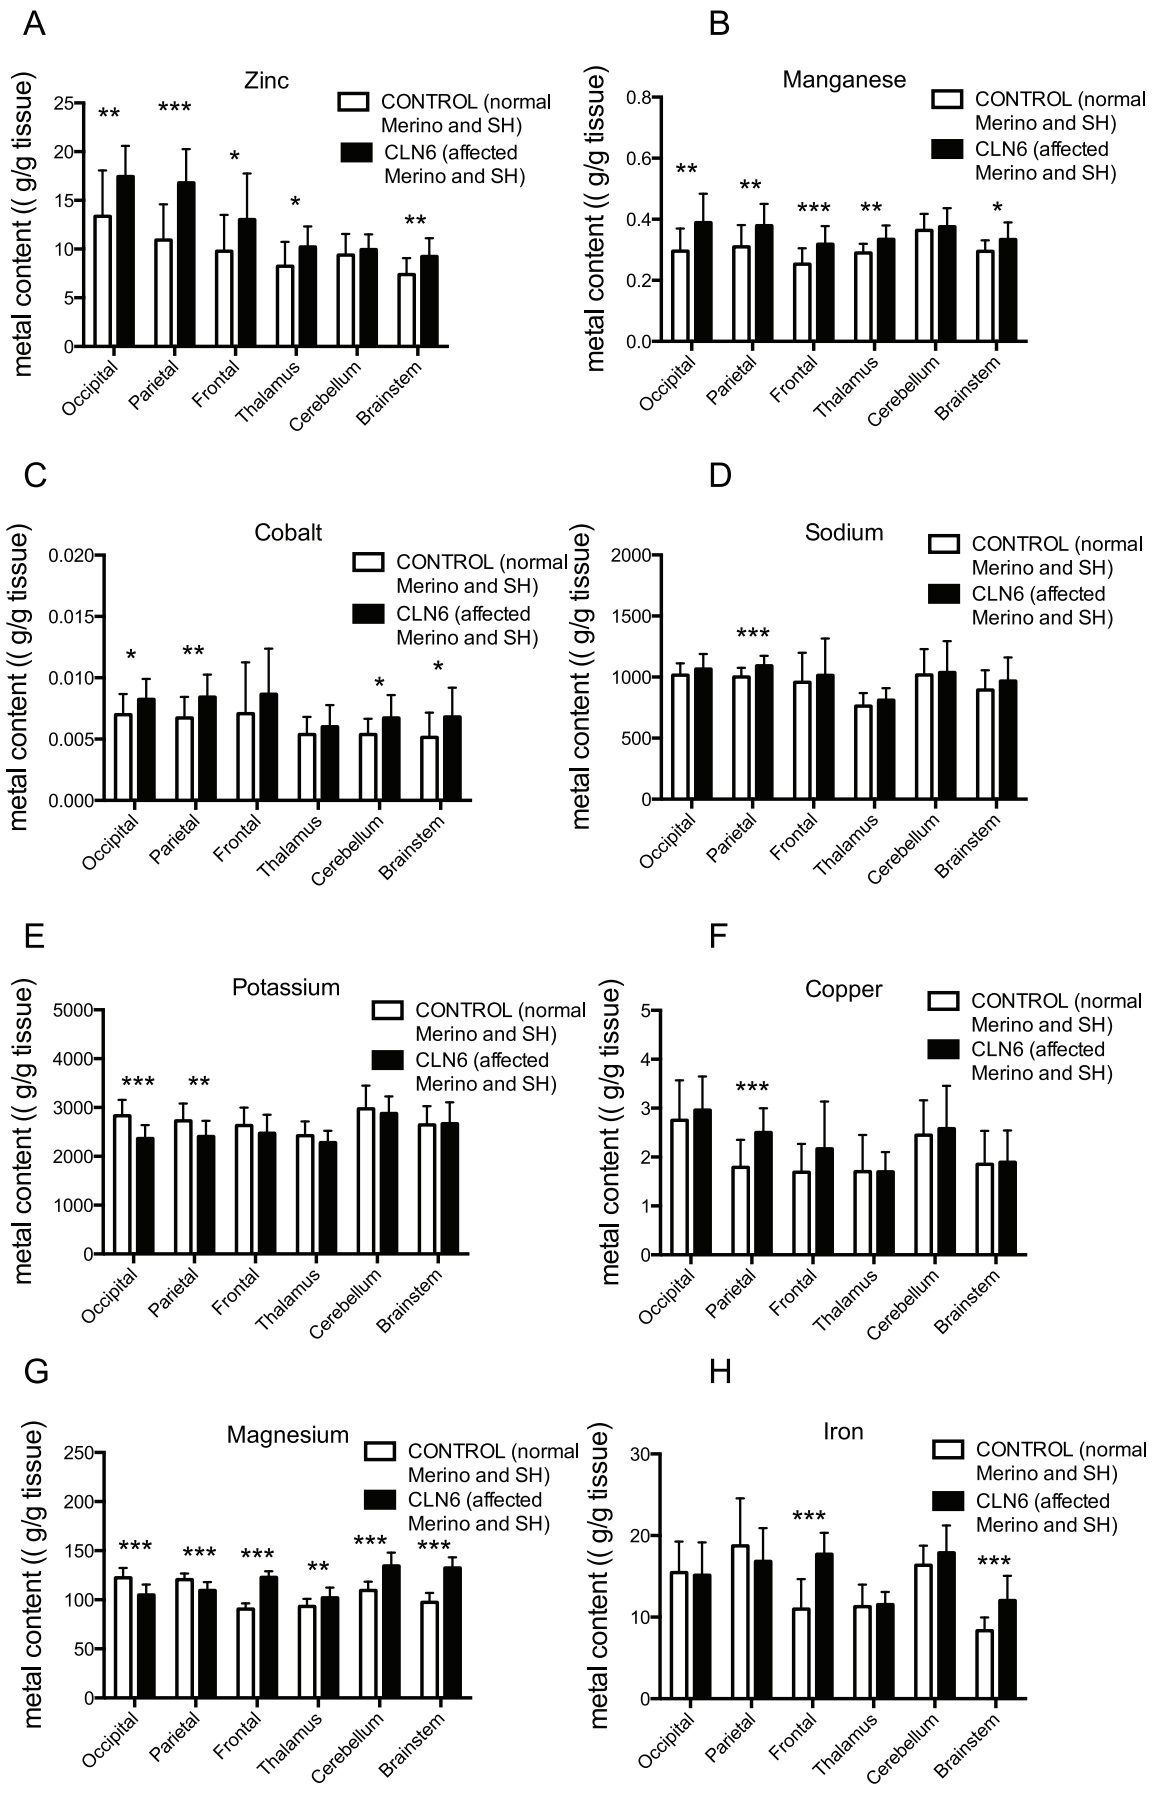 A
Zinc
metal content (( g/g tissue)
CONTROL (normal
Merino and SH)
CLN6 (affected
Merino and SH)
25
20
15
10
5
0
** *** * * **
Occipital
Parietal
Frontal
Thalamus
Cerebellum
Brainstem
B
Manganese
metal content (( g/g tissue)
CONTROL (normal
Merino and SH)
CLN6 (affected
Merino and SH)
0.8
0.6
0.4
0.2
0.0
** ** *** ** *
Occipital
Parietal
Frontal
Thalamus
Cerebellum
Brainstem
C
Cobalt
metal content (( g/g tissue)
CONTROL (normal
Merino and SH)
CLN6 (affected
Merino and SH)
0.020
0.015
0.010
0.005
0.000
* ** * *
Occipital
Parietal
Frontal
Thalamus
Cerebellum
Brainstem
D
Sodium
metal content (( g/g tissue)
CONTROL (normal
Merino and SH)
CLN6 (affected
Merino and SH)
2000
1500
1000
500
0
***
Occipital
Parietal
Frontal
Thalamus
Cerebellum
Brainstem
E
Potassium
metal content (( g/g tissue)
CONTROL (normal
Merino and SH)
CLN6 (affected
Merino and SH)
5000
4000
3000
2000
1000
0
*** **
Occipital
Parietal
Frontal
Thalamus
Cerebellum
Brainstem
F
Copper
metal content (( g/g tissue)
CONTROL (normal
Merino and SH)
CLN6 (affected
Merino and SH)
5
4
3
2
1
0
***
Occipital
Parietal
Frontal
Thalamus
Cerebellum
Brainstem
G
Magnesium
metal content (( g/g tissue)
CONTROL (normal
Merino and SH)
CLN6 (affected
Merino and SH)
250
200
150
100
50
0
*** *** *** ** *** ***
Occipital
Parietal
Frontal
Thalamus
Cerebellum
Brainstem
H
Iron
metal content (( g/g tissue)
CONTROL (normal
Merino and SH)
CLN6 (affected
Merino and SH)
30
20
10
0
*** ***
Occipital
Parietal
Frontal
Thalamus
Cerebellum
Brainstem